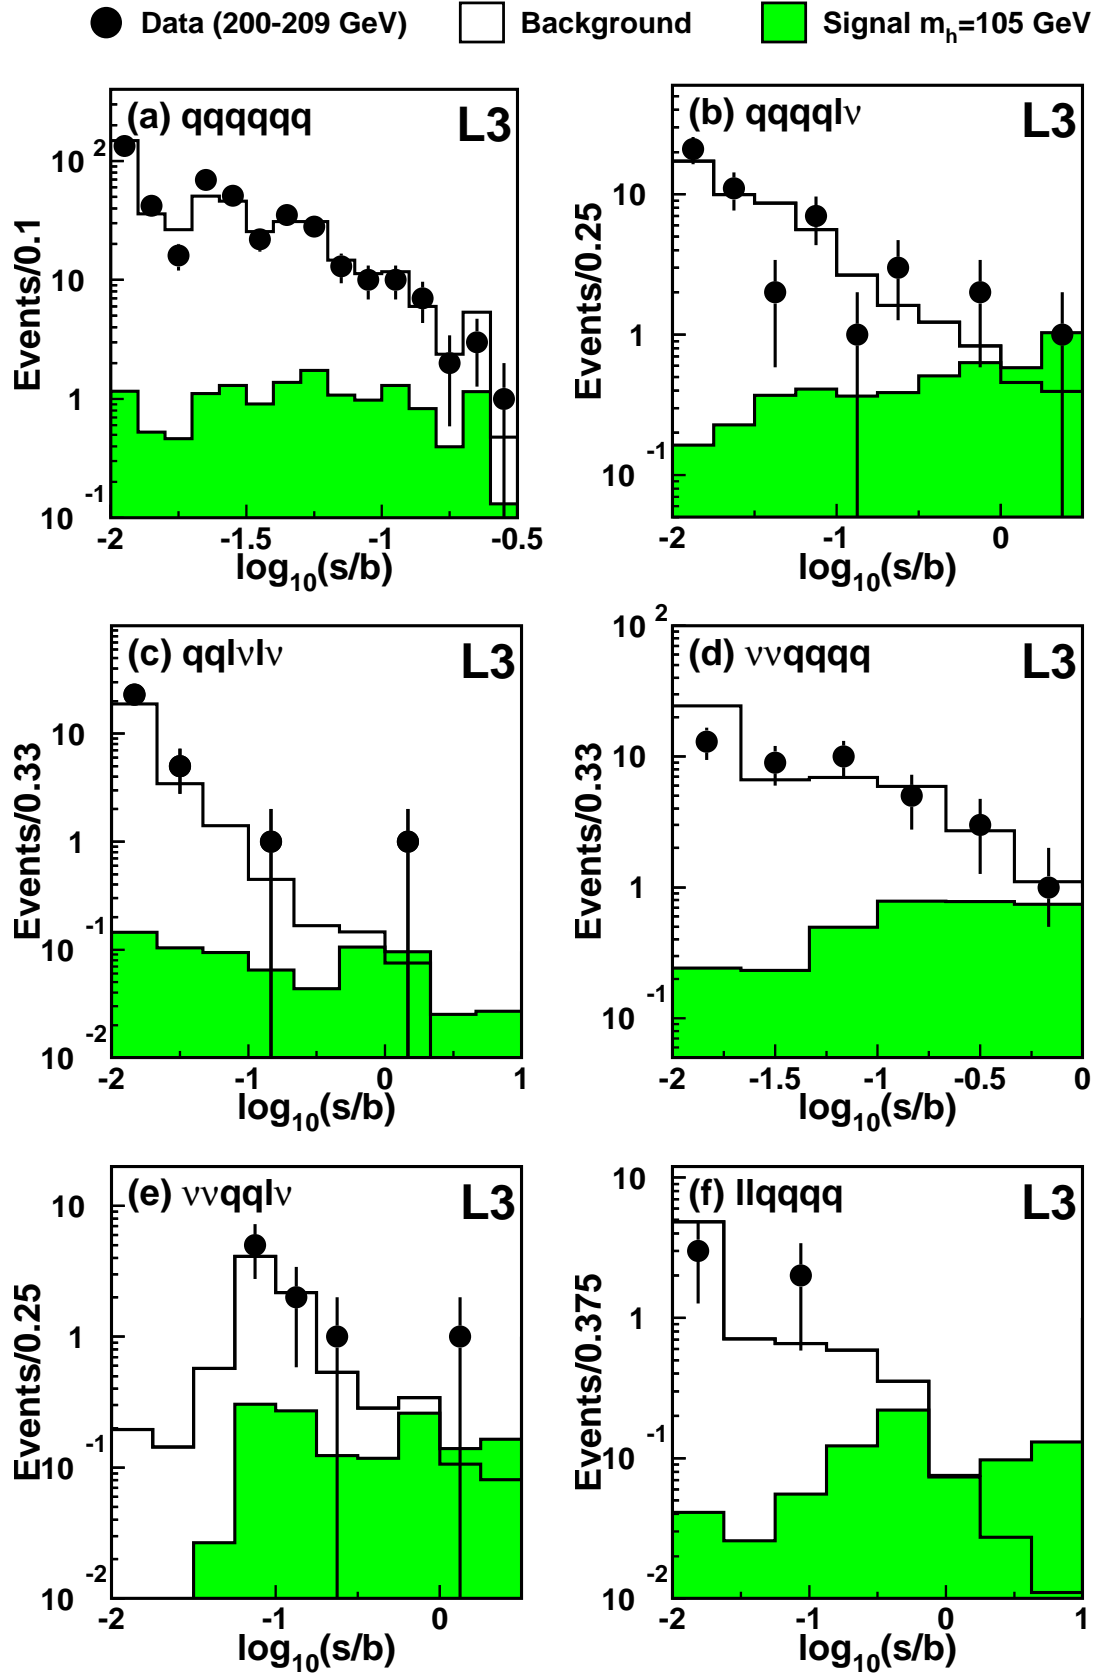 Data (200-209 GeV) Background Signal m_h=105 GeV
(a) qqqqqq L3
10^2
10
1
10^-1
Events/0.1
-2 -1.5 -1 -0.5
log_10(s/b)
(b) qqqqlν L3
10
1
10^-1
Events/0.25
-2 -1 0
log_10(s/b)
(c) qqlνlν L3
10
1
10^-1
10^-2
Events/0.33
-2 -1 0 1
log_10(s/b)
(d) ννqqqq L3
10^2
10
1
10^-1
Events/0.33
-2 -1.5 -1 -0.5 0
log_10(s/b)
(e) ννqqlν L3
10
1
10^-1
10^-2
Events/0.25
-2 -1 0
log_10(s/b)
(f) llqqqq L3
10
1
10^-1
10^-2
Events/0.375
-2 -1 0 1
log_10(s/b)